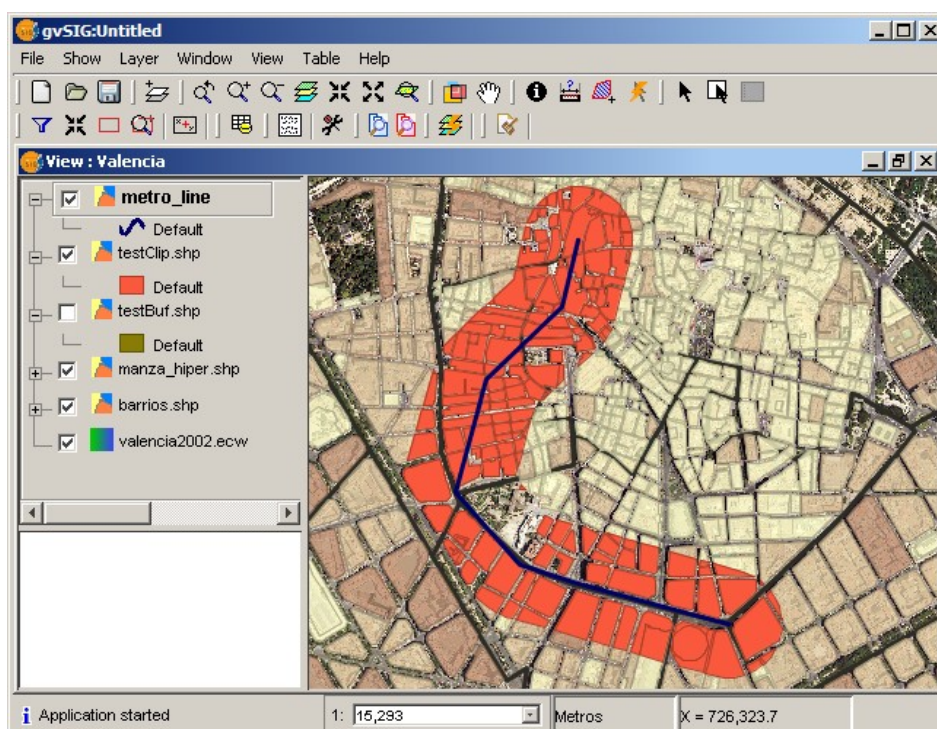 gvSIG:Untitled
File Show Layer Window View Table Help
View : Valencia
metro_line
Default
testClip.shp
Default
testBuf.shp
Default
manza_hiper.shp
barrios.shp
valencia2002.ecw
Application started 1: 15,293 Metros X = 726,323.7